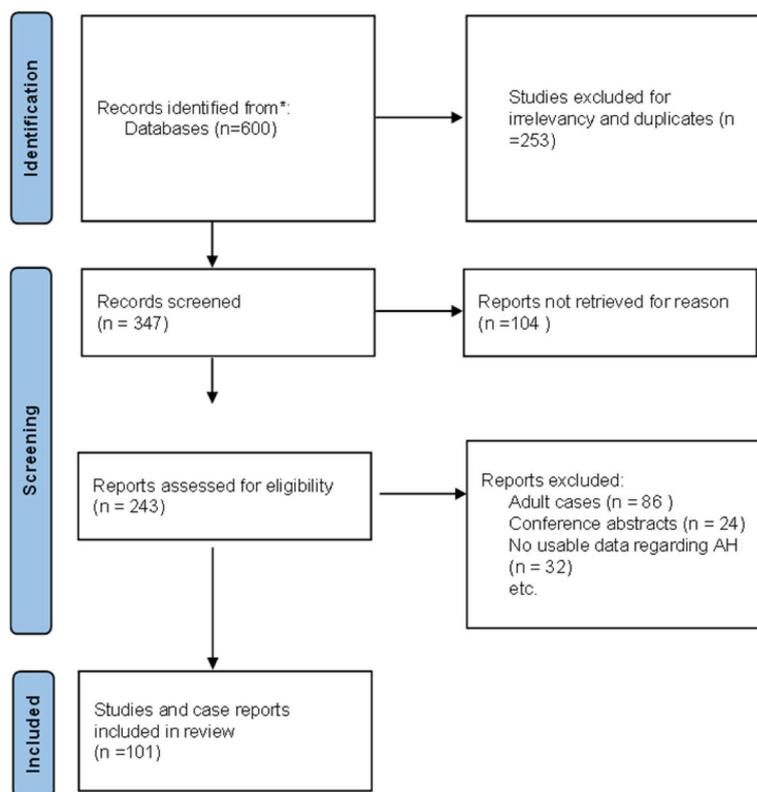 Identification
Records identified from*:
Databases (n=600)
Studies excluded for
irrelevancy and duplicates (n
=253)
Screening
Records screened
(n = 347)
Reports not retrieved for reason
(n =104 )
Reports assessed for eligibility
(n = 243)
Reports excluded:
Adult cases (n = 86 )
Conference abstracts (n = 24)
No usable data regarding AH
(n = 32)
etc.
Included
Studies and case reports
included in review
(n =101)